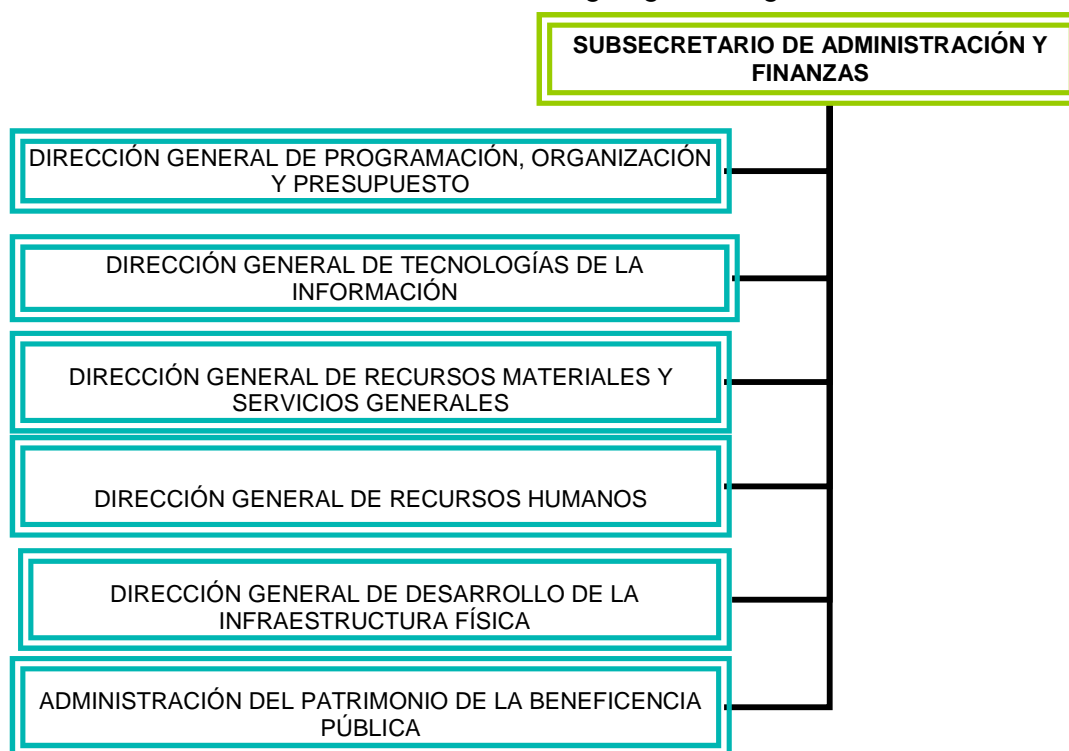 SUBSECRETARIO DE ADMINISTRACIÓN Y
FINANZAS
DIRECCIÓN GENERAL DE PROGRAMACIÓN, ORGANIZACIÓN
Y PRESUPUESTO
DIRECCIÓN GENERAL DE TECNOLOGÍAS DE LA
INFORMACIÓN
DIRECCIÓN GENERAL DE RECURSOS MATERIALES Y
SERVICIOS GENERALES
DIRECCIÓN GENERAL DE RECURSOS HUMANOS
DIRECCIÓN GENERAL DE DESARROLLO DE LA
INFRAESTRUCTURA FÍSICA
ADMINISTRACIÓN DEL PATRIMONIO DE LA BENEFICENCIA
PÚBLICA